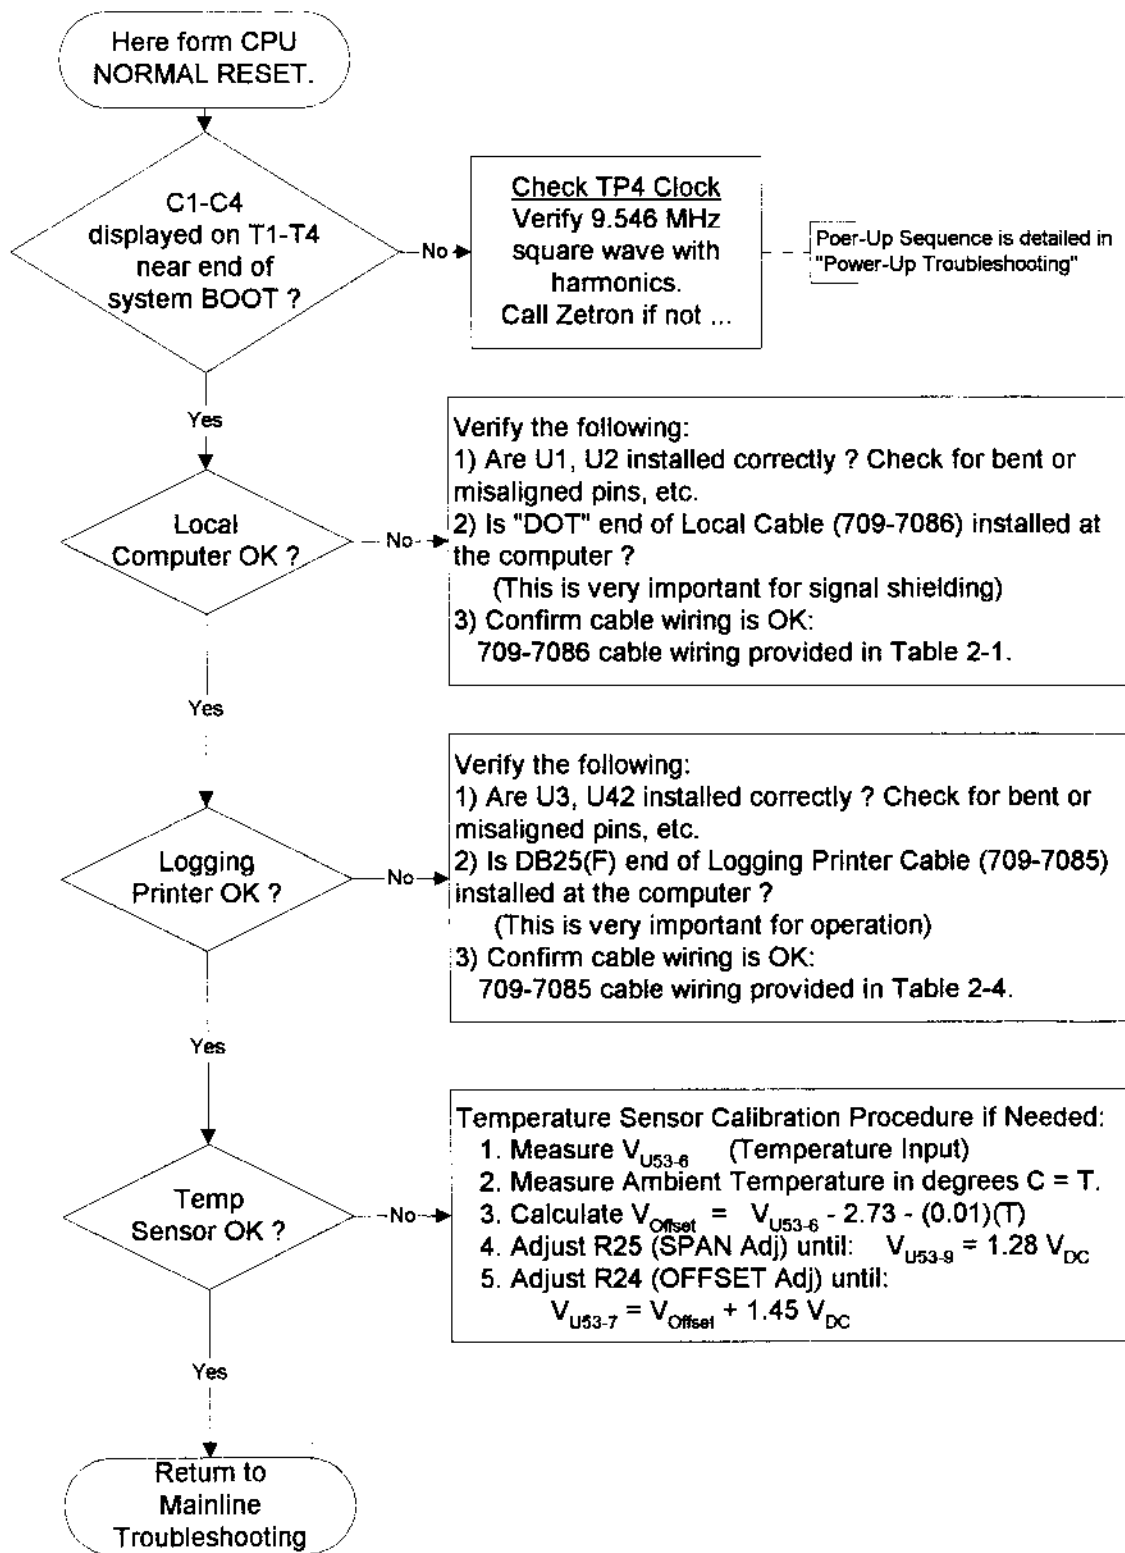 Here form CPU
NORMAL RESET.
C1-C4
displayed on T1-T4
near end of
system BOOT ?
No
Check TP4 Clock
Verify 9.546 MHz
square wave with
harmonics.
Call Zetron if not ...
Poer-Up Sequence is detailed in
"Power-Up Troubleshooting"
Yes
Local
Computer OK ?
No
Verify the following:
1) Are U1, U2 installed correctly ? Check for bent or
misaligned pins, etc.
2) Is "DOT" end of Local Cable (709-7086) installed at
the computer ?
(This is very important for signal shielding)
3) Confirm cable wiring is OK:
709-7086 cable wiring provided in Table 2-1.
Yes
Logging
Printer OK ?
No
Verify the following:
1) Are U3, U42 installed correctly ? Check for bent or
misaligned pins, etc.
2) Is DB25(F) end of Logging Printer Cable (709-7085)
installed at the computer ?
(This is very important for operation)
3) Confirm cable wiring is OK:
709-7085 cable wiring provided in Table 2-4.
Yes
Temp
Sensor OK ?
No
Temperature Sensor Calibration Procedure if Needed:
1. Measure V U53-6 (Temperature Input)
2. Measure Ambient Temperature in degrees C = T.
3. Calculate V Offset = V U53-6 - 2.73 - (0.01)(T)
4. Adjust R25 (SPAN Adj) until: V U53-9 = 1.28 V DC
5. Adjust R24 (OFFSET Adj) until:
V U53-7 = V Offset + 1.45 V DC
Yes
Return to
Mainline
Troubleshooting